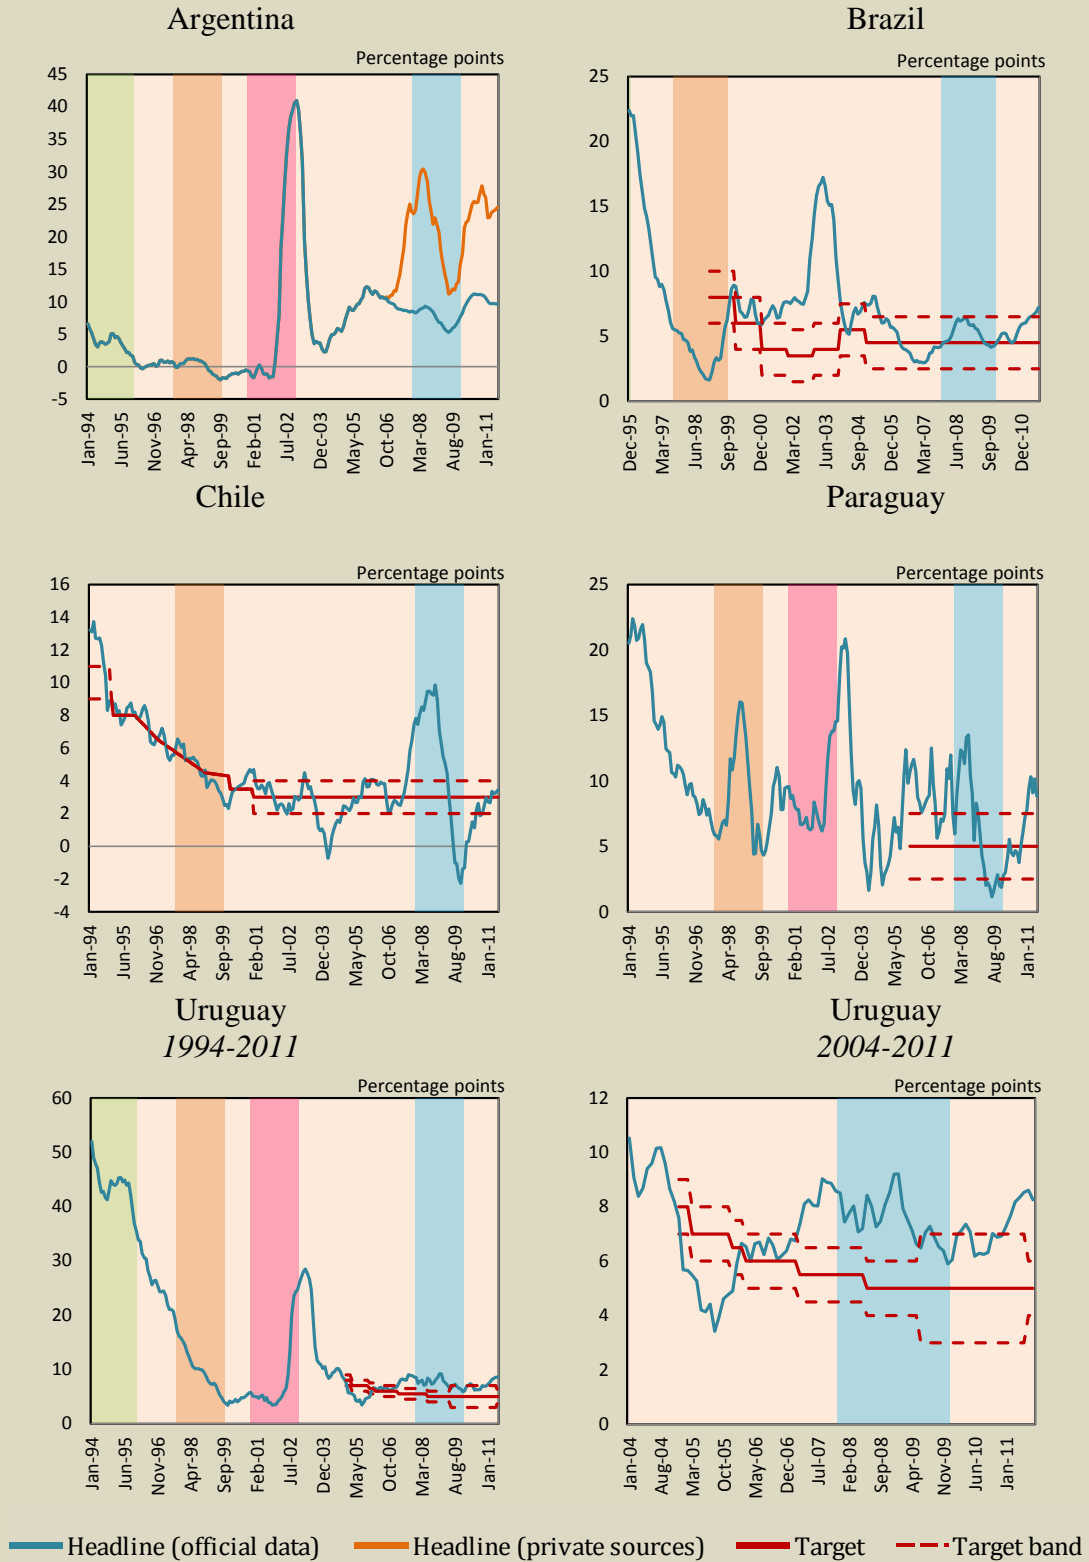 Argentina
Percentage points
45
40
35
30
25
20
15
10
5
0
-5
Jan-94
Jun-95
Nov-96
Apr-98
Sep-99
Feb-01
Jul-02
Dec-03
May-05
Oct-06
Mar-08
Aug-09
Jan-11
Brazil
Percentage points
25
20
15
10
5
0
Dec-95
Mar-97
Jun-98
Sep-99
Dec-00
Mar-02
Jun-03
Sep-04
Dec-05
Mar-07
Jun-08
Sep-09
Dec-10
Chile
Percentage points
16
14
12
10
8
6
4
2
0
-2
-4
Jan-94
Jun-95
Nov-96
Apr-98
Sep-99
Feb-01
Jul-02
Dec-03
May-05
Oct-06
Mar-08
Aug-09
Jan-11
Paraguay
Percentage points
25
20
15
10
5
0
Jan-94
Jun-95
Nov-96
Apr-98
Sep-99
Feb-01
Jul-02
Dec-03
May-05
Oct-06
Mar-08
Aug-09
Jan-11
Uruguay
1994-2011
Percentage points
60
50
40
30
20
10
0
Jan-94
Jun-95
Nov-96
Apr-98
Sep-99
Feb-01
Jul-02
Dec-03
May-05
Oct-06
Mar-08
Aug-09
Jan-11
Uruguay
2004-2011
Percentage points
12
10
8
6
4
2
0
Jan-04
Aug-04
Mar-05
Oct-05
May-06
Dec-06
Jul-07
Feb-08
Sep-08
Apr-09
Nov-09
Jun-10
Jan-11
Headline (official data)
Headline (private sources)
Target
Target band